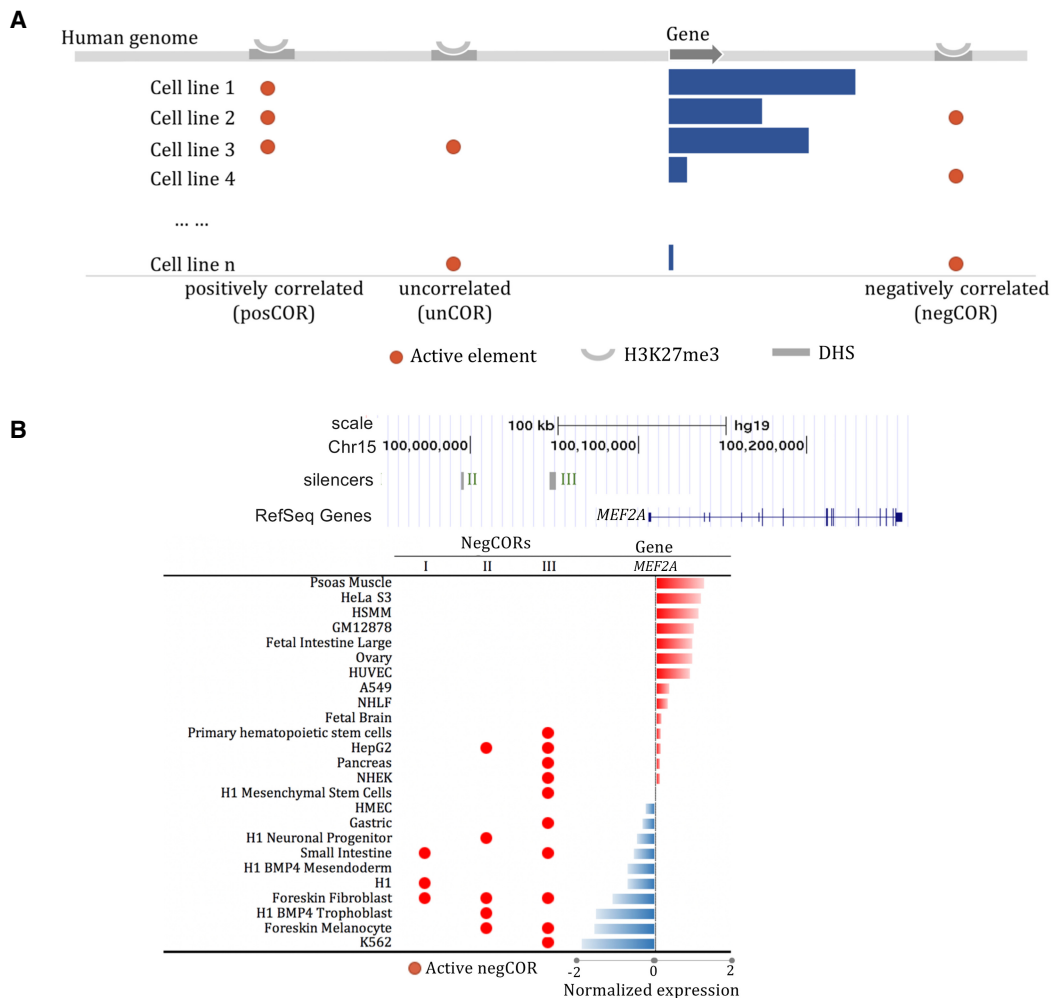 A
Human genome
Gene
Cell line 1
Cell line 2
Cell line 3
Cell line 4
... ...
Cell line n
positively correlated (posCOR)
uncorrelated (unCOR)
negatively correlated (negCOR)
Active element
H3K27me3
DHS
B
scale 100 kb hg19
Chr15 100,000,000 100,100,000 100,200,000
silencers II III
RefSeq Genes MEF2A
NegCORs Gene
I II III MEF2A
Psoas Muscle
HeLa S3
HSMM
GM12878
Fetal Intestine Large
Ovary
HUVEC
A549
NHLF
Fetal Brain
Primary hematopoietic stem cells
HepG2
Pancreas
NHEK
H1 Mesenchymal Stem Cells
HMEC
Gastric
H1 Neuronal Progenitor
Small Intestine
H1 BMP4 Mesendoderm
H1
Foreskin Fibroblast
H1 BMP4 Trophoblast
Foreskin Melanocyte
K562
Active negCOR
-2 0 2
Normalized expression